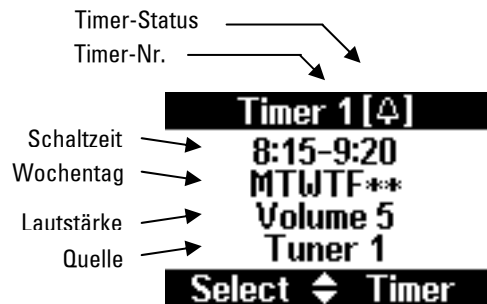 Timer-Status
Timer-Nr.
Timer 1 [🔔]
Schaltzeit
8:15-9:20
Wochentag
MTWTF**
Lautstärke
Volume 5
Quelle
Tuner 1
Select Timer